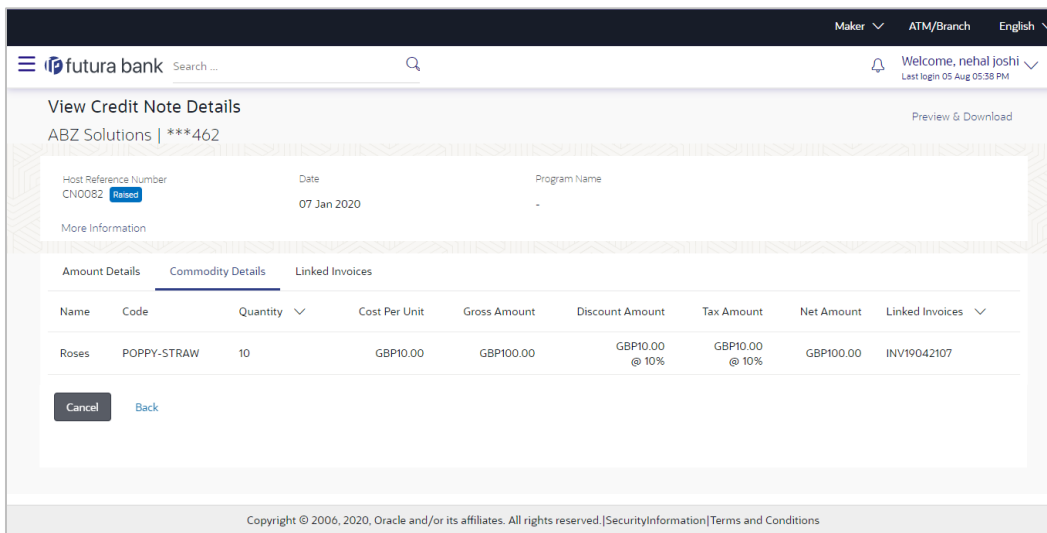 Maker ATM/Branch English
futura bank Search ... Welcome, nehal joshi
Last login 05 Aug 05:38 PM
View Credit Note Details
Preview & Download
ABZ Solutions | ***462
Host Reference Number Date Program Name
CN0082 Raised
07 Jan 2020 -
More Information
Amount Details Commodity Details Linked Invoices
Name Code Quantity Cost Per Unit Gross Amount Discount Amount Tax Amount Net Amount Linked Invoices
Roses POPPY-STRAW 10 GBP10.00 GBP100.00 GBP10.00 GBP10.00 GBP100.00 INV19042107
@ 10% @ 10%
Cancel Back
Copyright © 2006, 2020, Oracle and/or its affiliates. All rights reserved.|SecurityInformation|Terms and Conditions